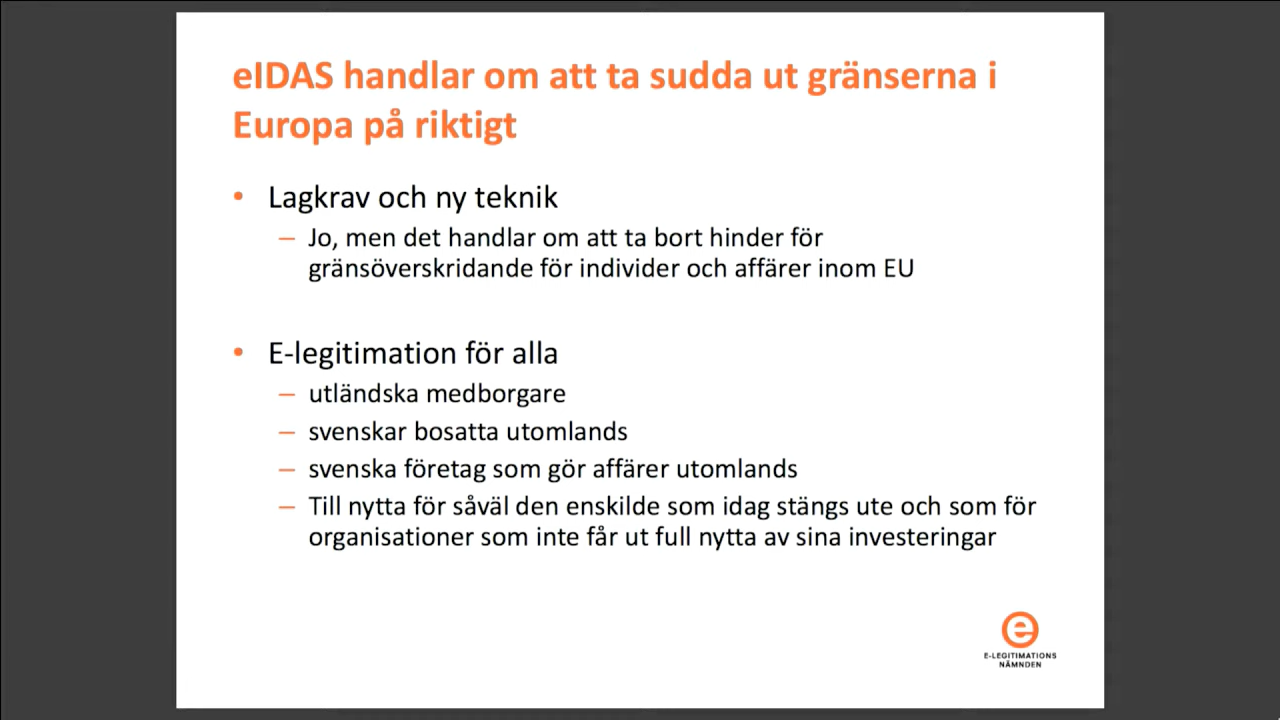 eIDAS handlar om att ta sudda ut gränserna i
Europa på riktigt
• Lagkrav och ny teknik
– Jo, men det handlar om att ta bort hinder för
gränsöverskridande för individer och affärer inom EU
• E-legitimation för alla
– utländska medborgare
– svenskar bosatta utomlands
– svenska företag som gör affärer utomlands
– Till nytta för såväl den enskilde som idag stängs ute och som för
organisationer som inte får ut full nytta av sina investeringar
e
E-LEGITIMATIONS
NÄMNDEN